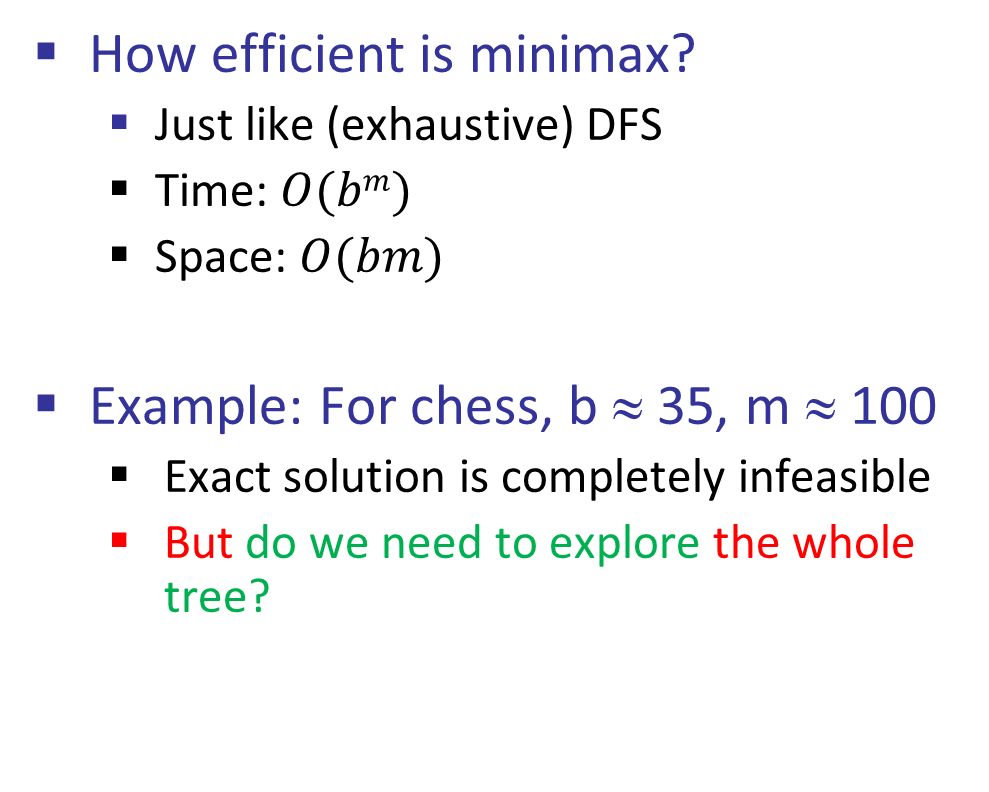 ▪ How efficient is minimax?
▪ Just like (exhaustive) DFS
▪ Time: O(bᵐ)
▪ Space: O(bm)
▪ Example: For chess, b ≈ 35, m ≈ 100
▪ Exact solution is completely infeasible
▪ But do we need to explore the whole
tree?